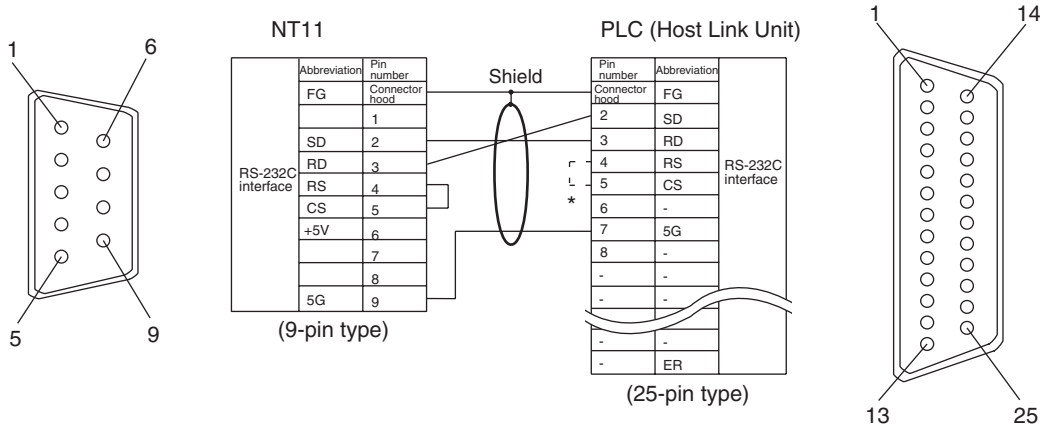 NT11
PLC (Host Link Unit)
1
6
5
9
RS-232C
interface
Abbreviation
Pin
number
FG
Connector
hood
1
SD
2
RD
3
RS
4
CS
5
+5V
6
7
8
5G
9
(9-pin type)
Shield
*
Pin
number
Abbreviation
Connector
hood
FG
2
SD
3
RD
4
RS
5
CS
6
-
7
5G
8
-
-
-
-
-
-
-
-
-
-
ER
RS-232C
interface
(25-pin type)
1
14
13
25